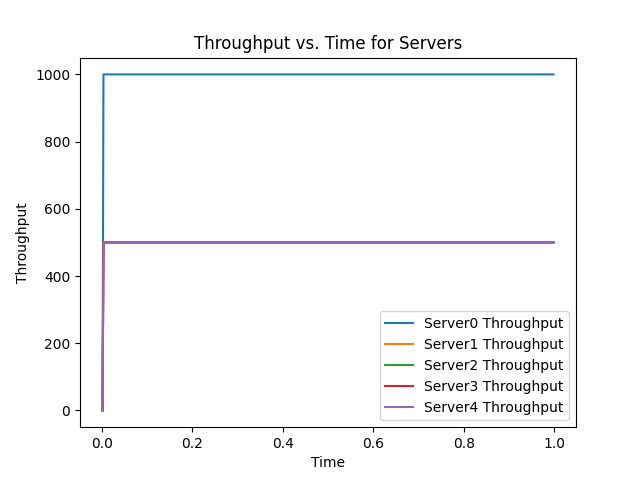 Throughput vs. Time for Servers
Throughput
1000
800
600
400
200
0
Server0 Throughput
Server1 Throughput
Server2 Throughput
Server3 Throughput
Server4 Throughput
0.0 0.2 0.4 0.6 0.8 1.0
Time